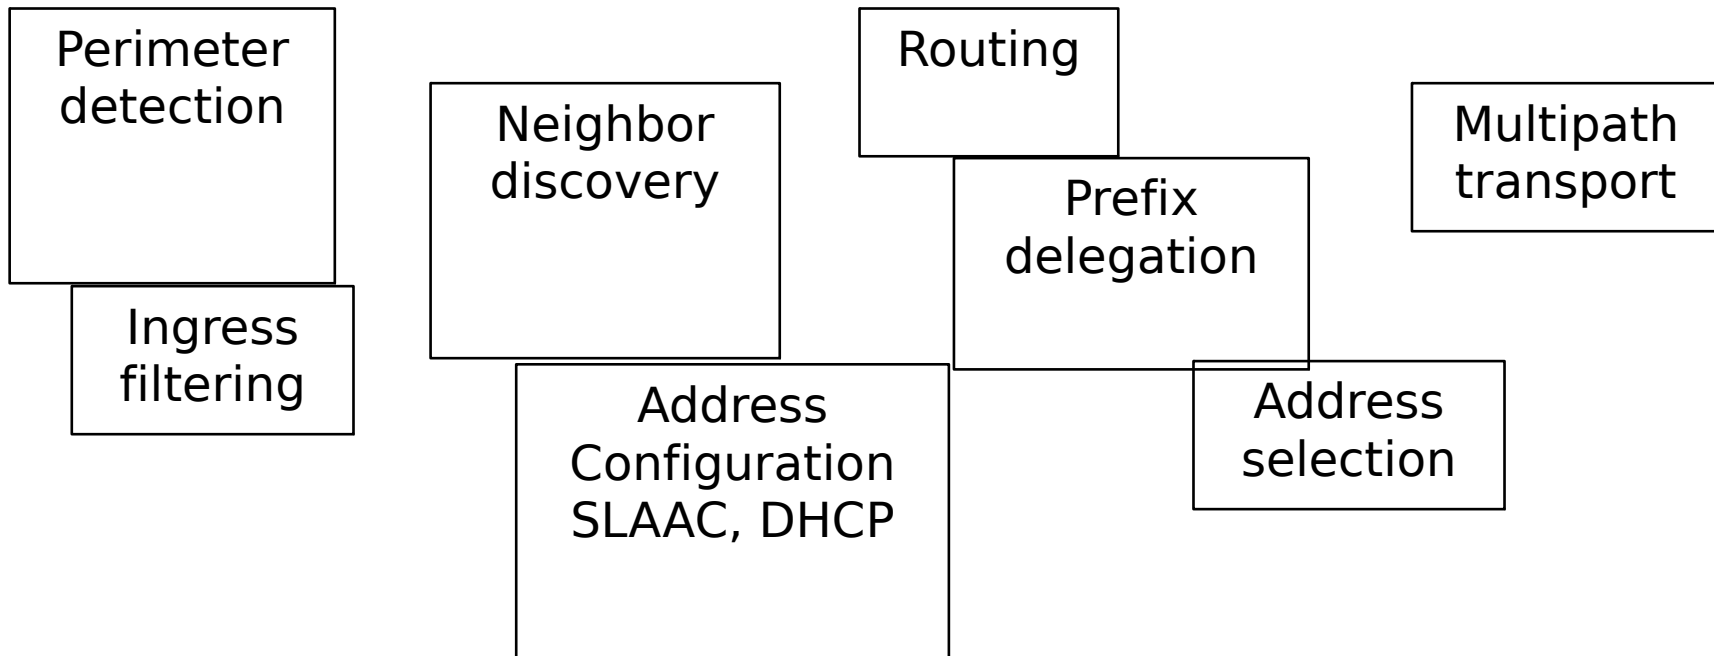 Perimeter
detection
Ingress
filtering
Neighbor
discovery
Address
Configuration
SLAAC, DHCP
Routing
Prefix
delegation
Address
selection
Multipath
transport